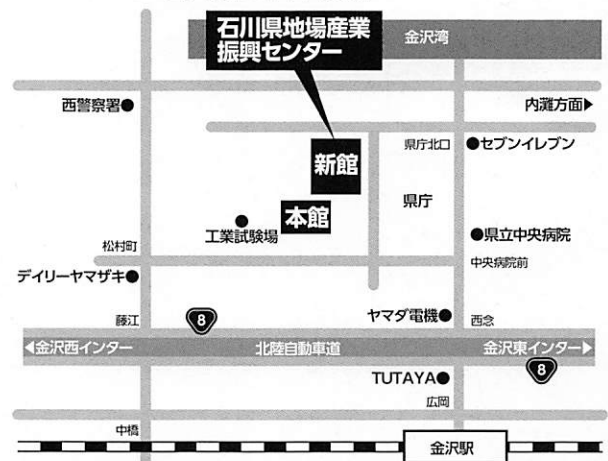 石川県地場産業
振興センター
金沢湾
西警察署
内灘方面▶
県庁北口
セブンイレブン
新館
県庁
本館
工業試験場
県立中央病院
松村町
中央病院前
デイリーヤマザキ
藤江
8
ヤマダ電機
西念
◀金沢西インター
北陸自動車道
金沢東インター▶
8
TUTAYA
広岡
中橋
金沢駅